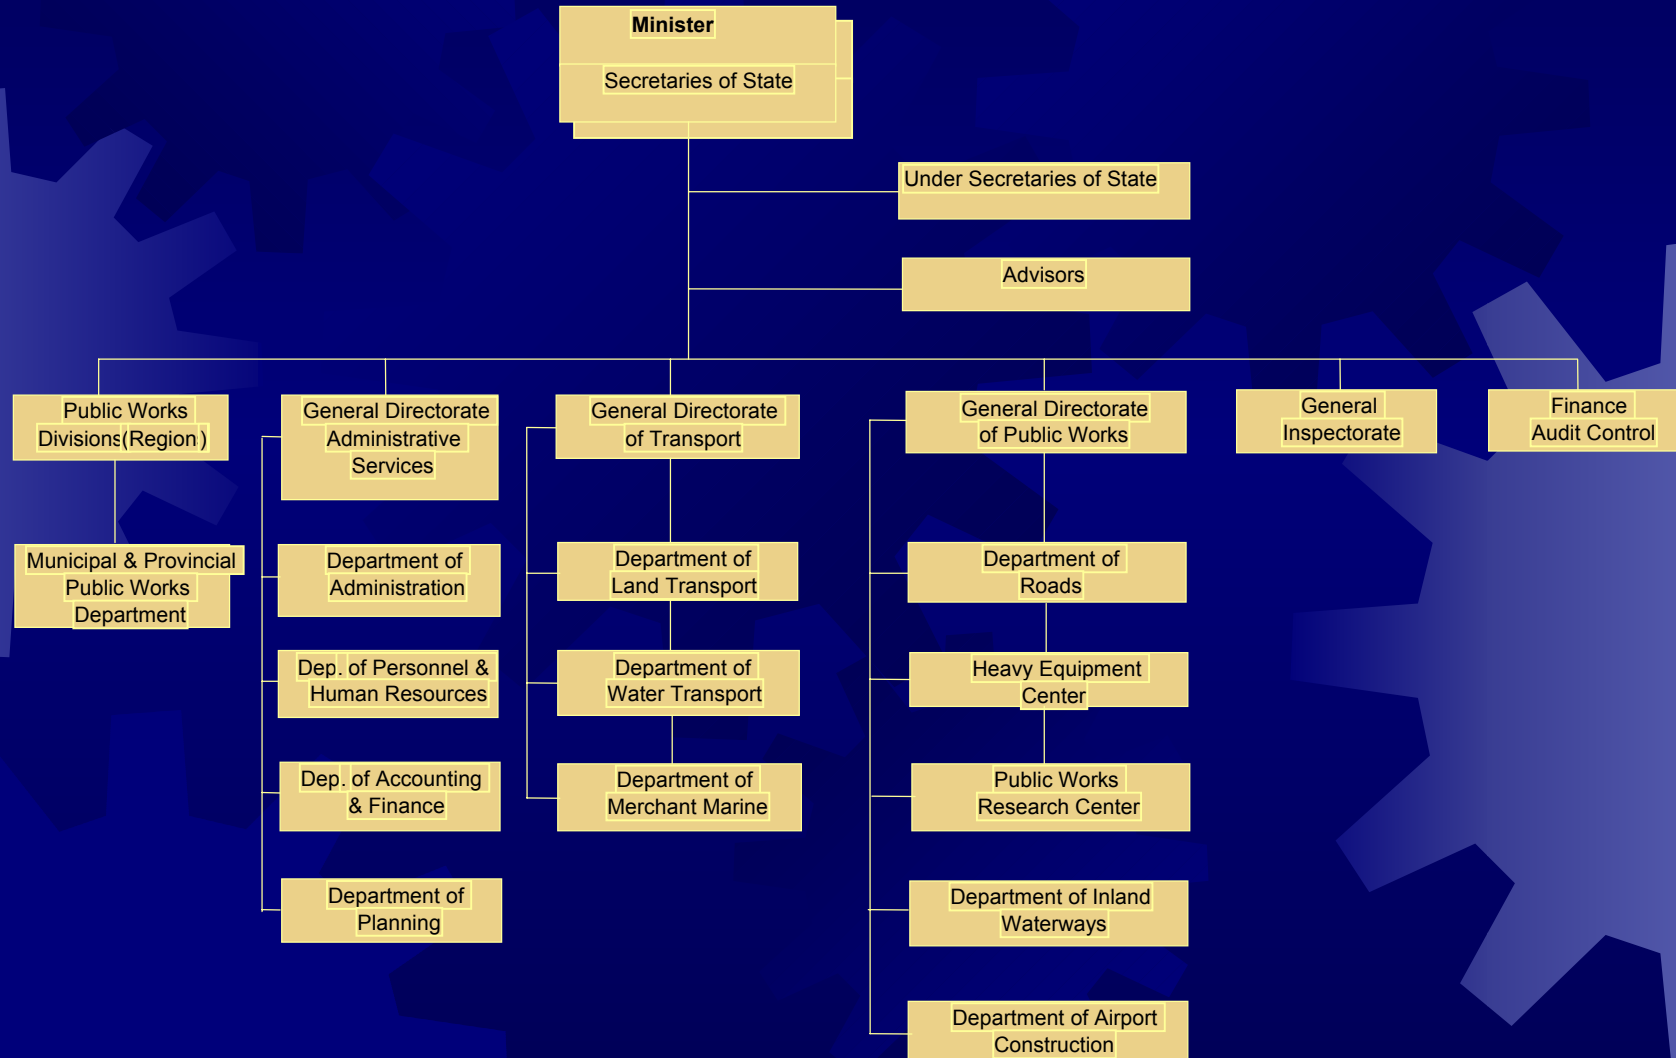 Minister
Secretaries of State
Under Secretaries of State
Advisors
Public Works
Divisions(Region)
General Directorate
Administrative
Services
General Directorate
of Transport
General Directorate
of Public Works
General
Inspectorate
Finance
Audit Control
Municipal & Provincial
Public Works
Department
Department of
Administration
Dep. of Personnel &
Human Resources
Dep. of Accounting
& Finance
Department of
Planning
Department of
Land Transport
Department of
Water Transport
Department of
Merchant Marine
Department of
Roads
Heavy Equipment
Center
Public Works
Research Center
Department of Inland
Waterways
Department of Airport
Construction